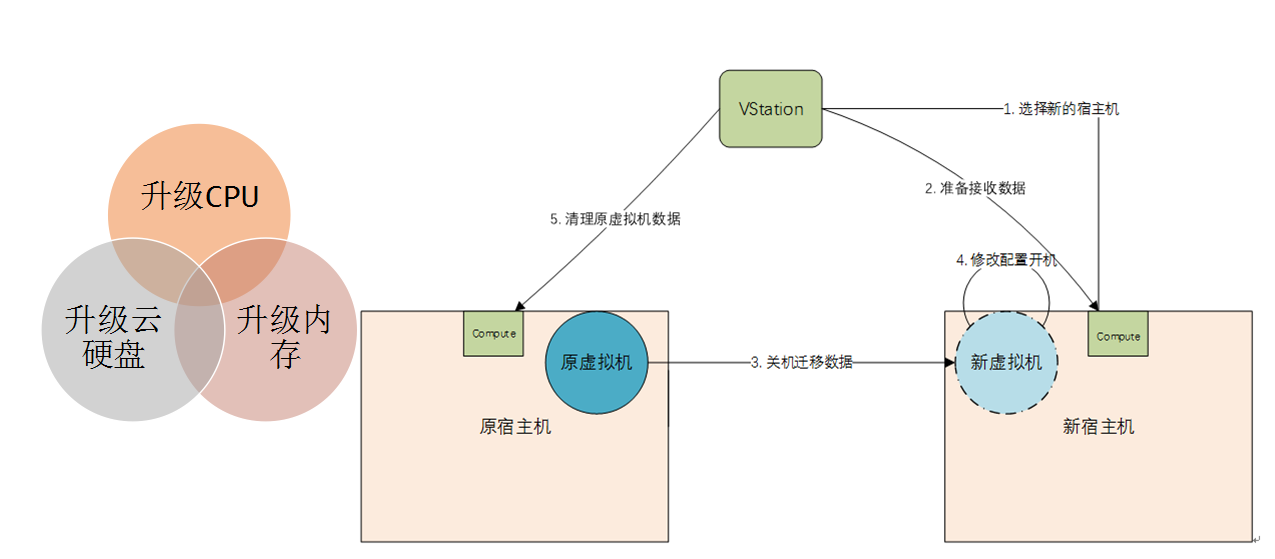 升级CPU
升级云
硬盘
升级内
存
VStation
1. 选择新的宿主机
2. 准备接收数据
5. 清理原虚拟机数据
4. 修改配置开机
Compute
原虚拟机
3. 关机迁移数据
新虚拟机
Compute
原宿主机
新宿主机